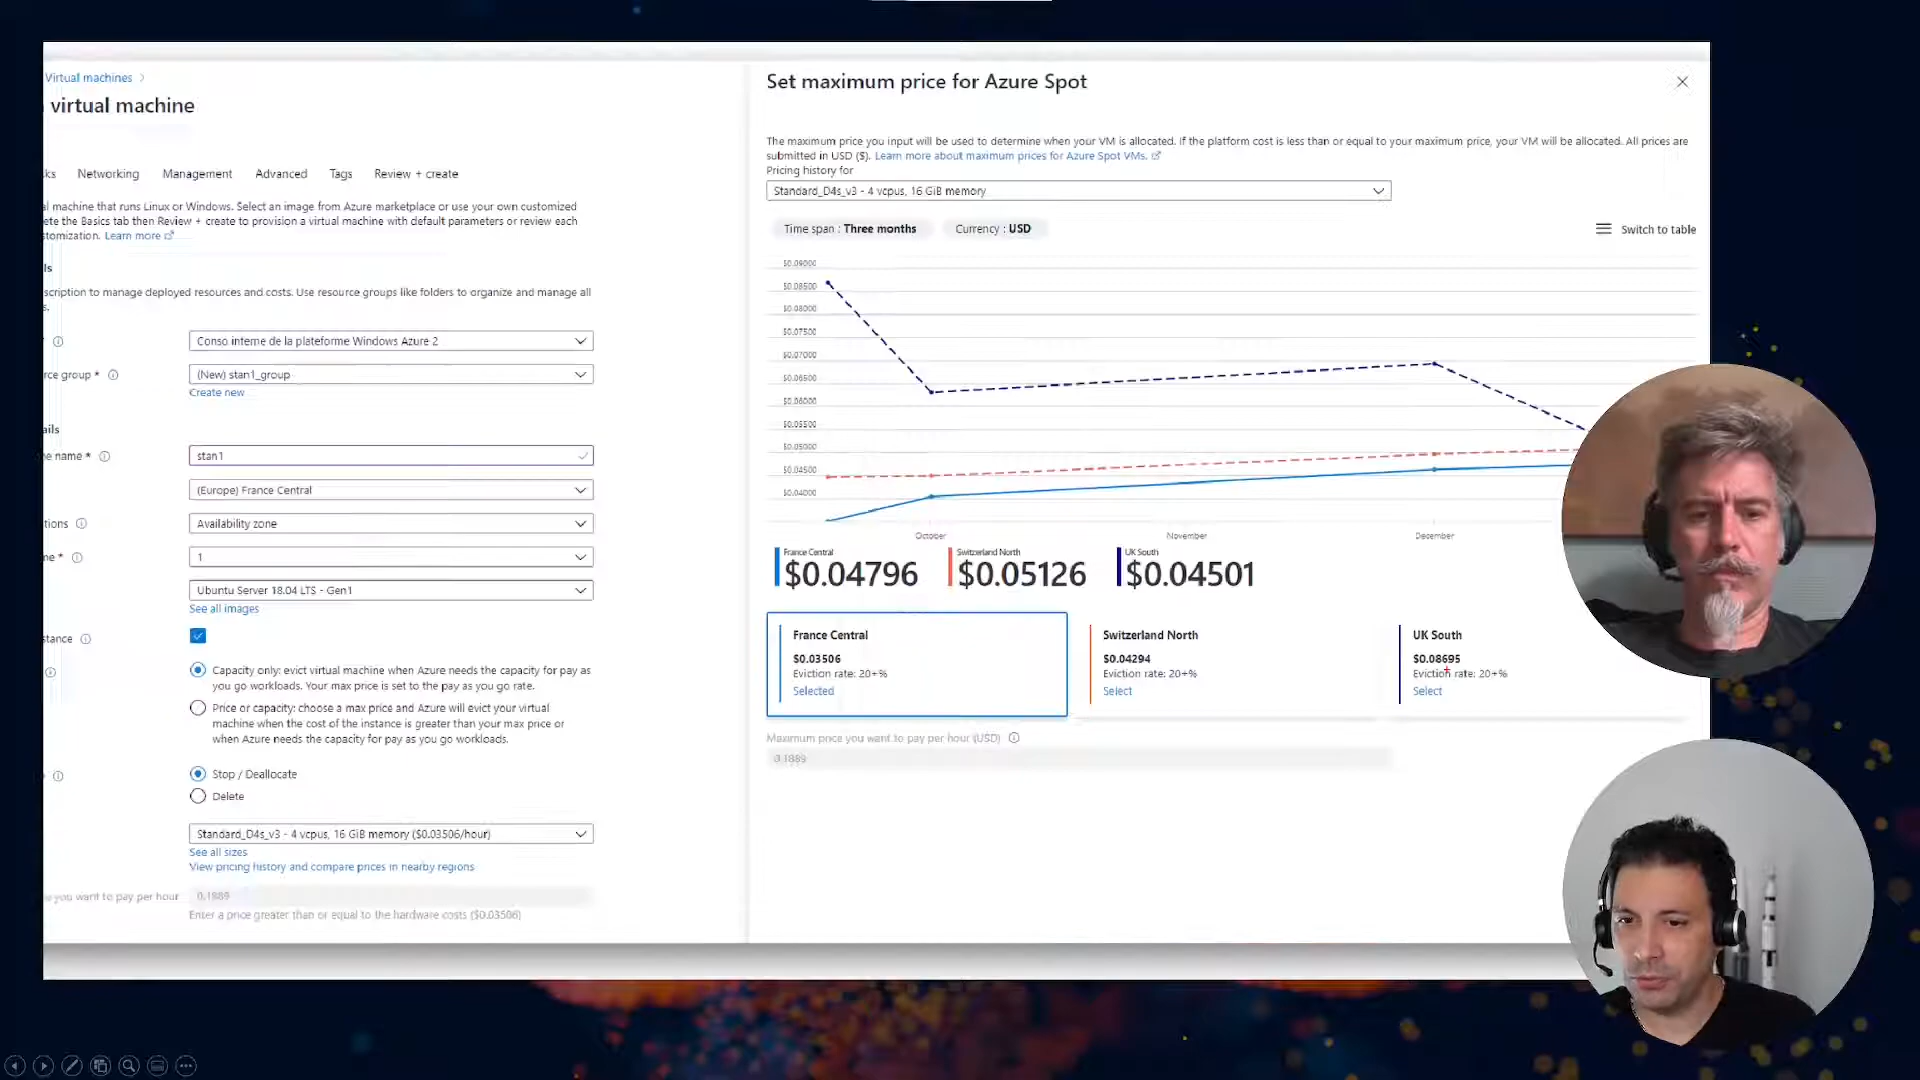 Virtual machines
virtual machine
Networking Management Advanced Tags Review + create
machine that runs Linux or Windows. Select an image from Azure marketplace or use your own customized
the Basics tab then Review + create to provision a virtual machine with default parameters or review each
Learn more
to manage deployed resources and costs. Use resource groups like folders to organize and manage all
Conso interne de la plateforme Windows Azure 2
group *
(New) stan1_group
Create new
name *
stan1
(Europe) France Central
Availability zone
1
Ubuntu Server 18.04 LTS - Gen1
See all images
Capacity only: evict virtual machine when Azure needs the capacity for pay as
you go workloads. Your max price is set to the pay as you go rate.
Price or capacity: choose a max price and Azure will evict your virtual
machine when the cost of the instance is greater than your max price or
when Azure needs the capacity for pay as you go workloads.
Stop / Deallocate
Delete
Standard_D4s_v3 - 4 vcpus, 16 GiB memory ($0.03506/hour)
See all sizes
View pricing history and compare prices in nearby regions
you want to pay per hour
0.1889
Enter a price greater than or equal to the hardware costs ($0.03506)
Set maximum price for Azure Spot
The maximum price you input will be used to determine when your VM is allocated. If the platform cost is less than or equal to your maximum price, your VM will be allocated. All prices are
submitted in USD ($). Learn more about maximum prices for Azure Spot VMs.
Pricing history for
Standard_D4s_v3 - 4 vcpus, 16 GiB memory
Time span : Three months Currency : USD
Switch to table
$0.09000
$0.08500
$0.08000
$0.07500
$0.07000
$0.06500
$0.06000
$0.05500
$0.05000
$0.04500
$0.04000
October November December
France Central Switzerland North UK South
$0.04796 $0.05126 $0.04501
France Central
$0.03506
Eviction rate: 20+%
Selected
Switzerland North
$0.04294
Eviction rate: 20+%
Select
UK South
$0.08695
Eviction rate: 20+%
Select
Maximum price you want to pay per hour (USD)
0.1889